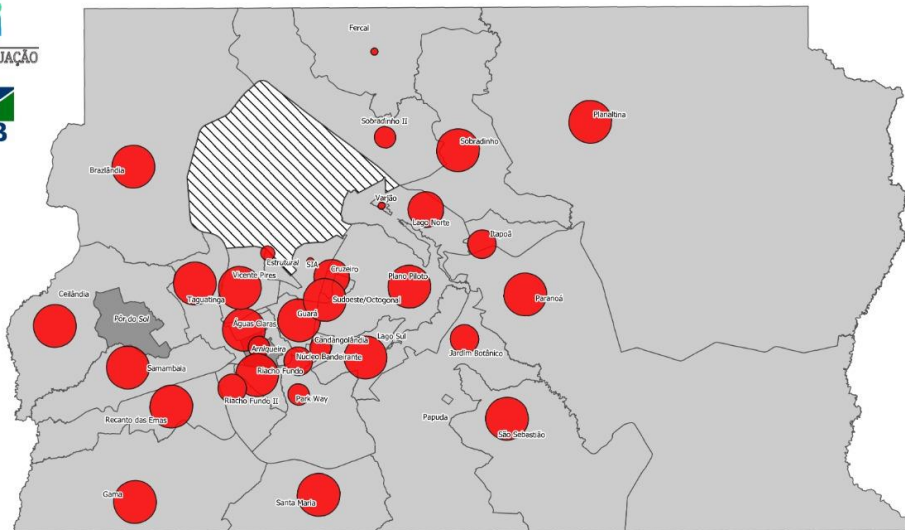 Fercal
Planaltina
Sobradinho II
Sobradinho
Brazlândia
Varjão
Lago Norte
Itapoã
Estrutural
SIA
Cruzeiro
Vicente Pires
Plano Piloto
Ceilândia
Taguatinga
Sudoeste/Octogonal
Paranoá
Pôr do Sol
Guará
Águas Claras
Lago Sul
Candangolândia
Arniqueira
Núcleo Bandeirante
Jardim Botânico
Samambaia
Riacho Fundo
Riacho Fundo II
Park Way
Papuda
Recanto das Emas
São Sebastião
Gama
Santa Maria